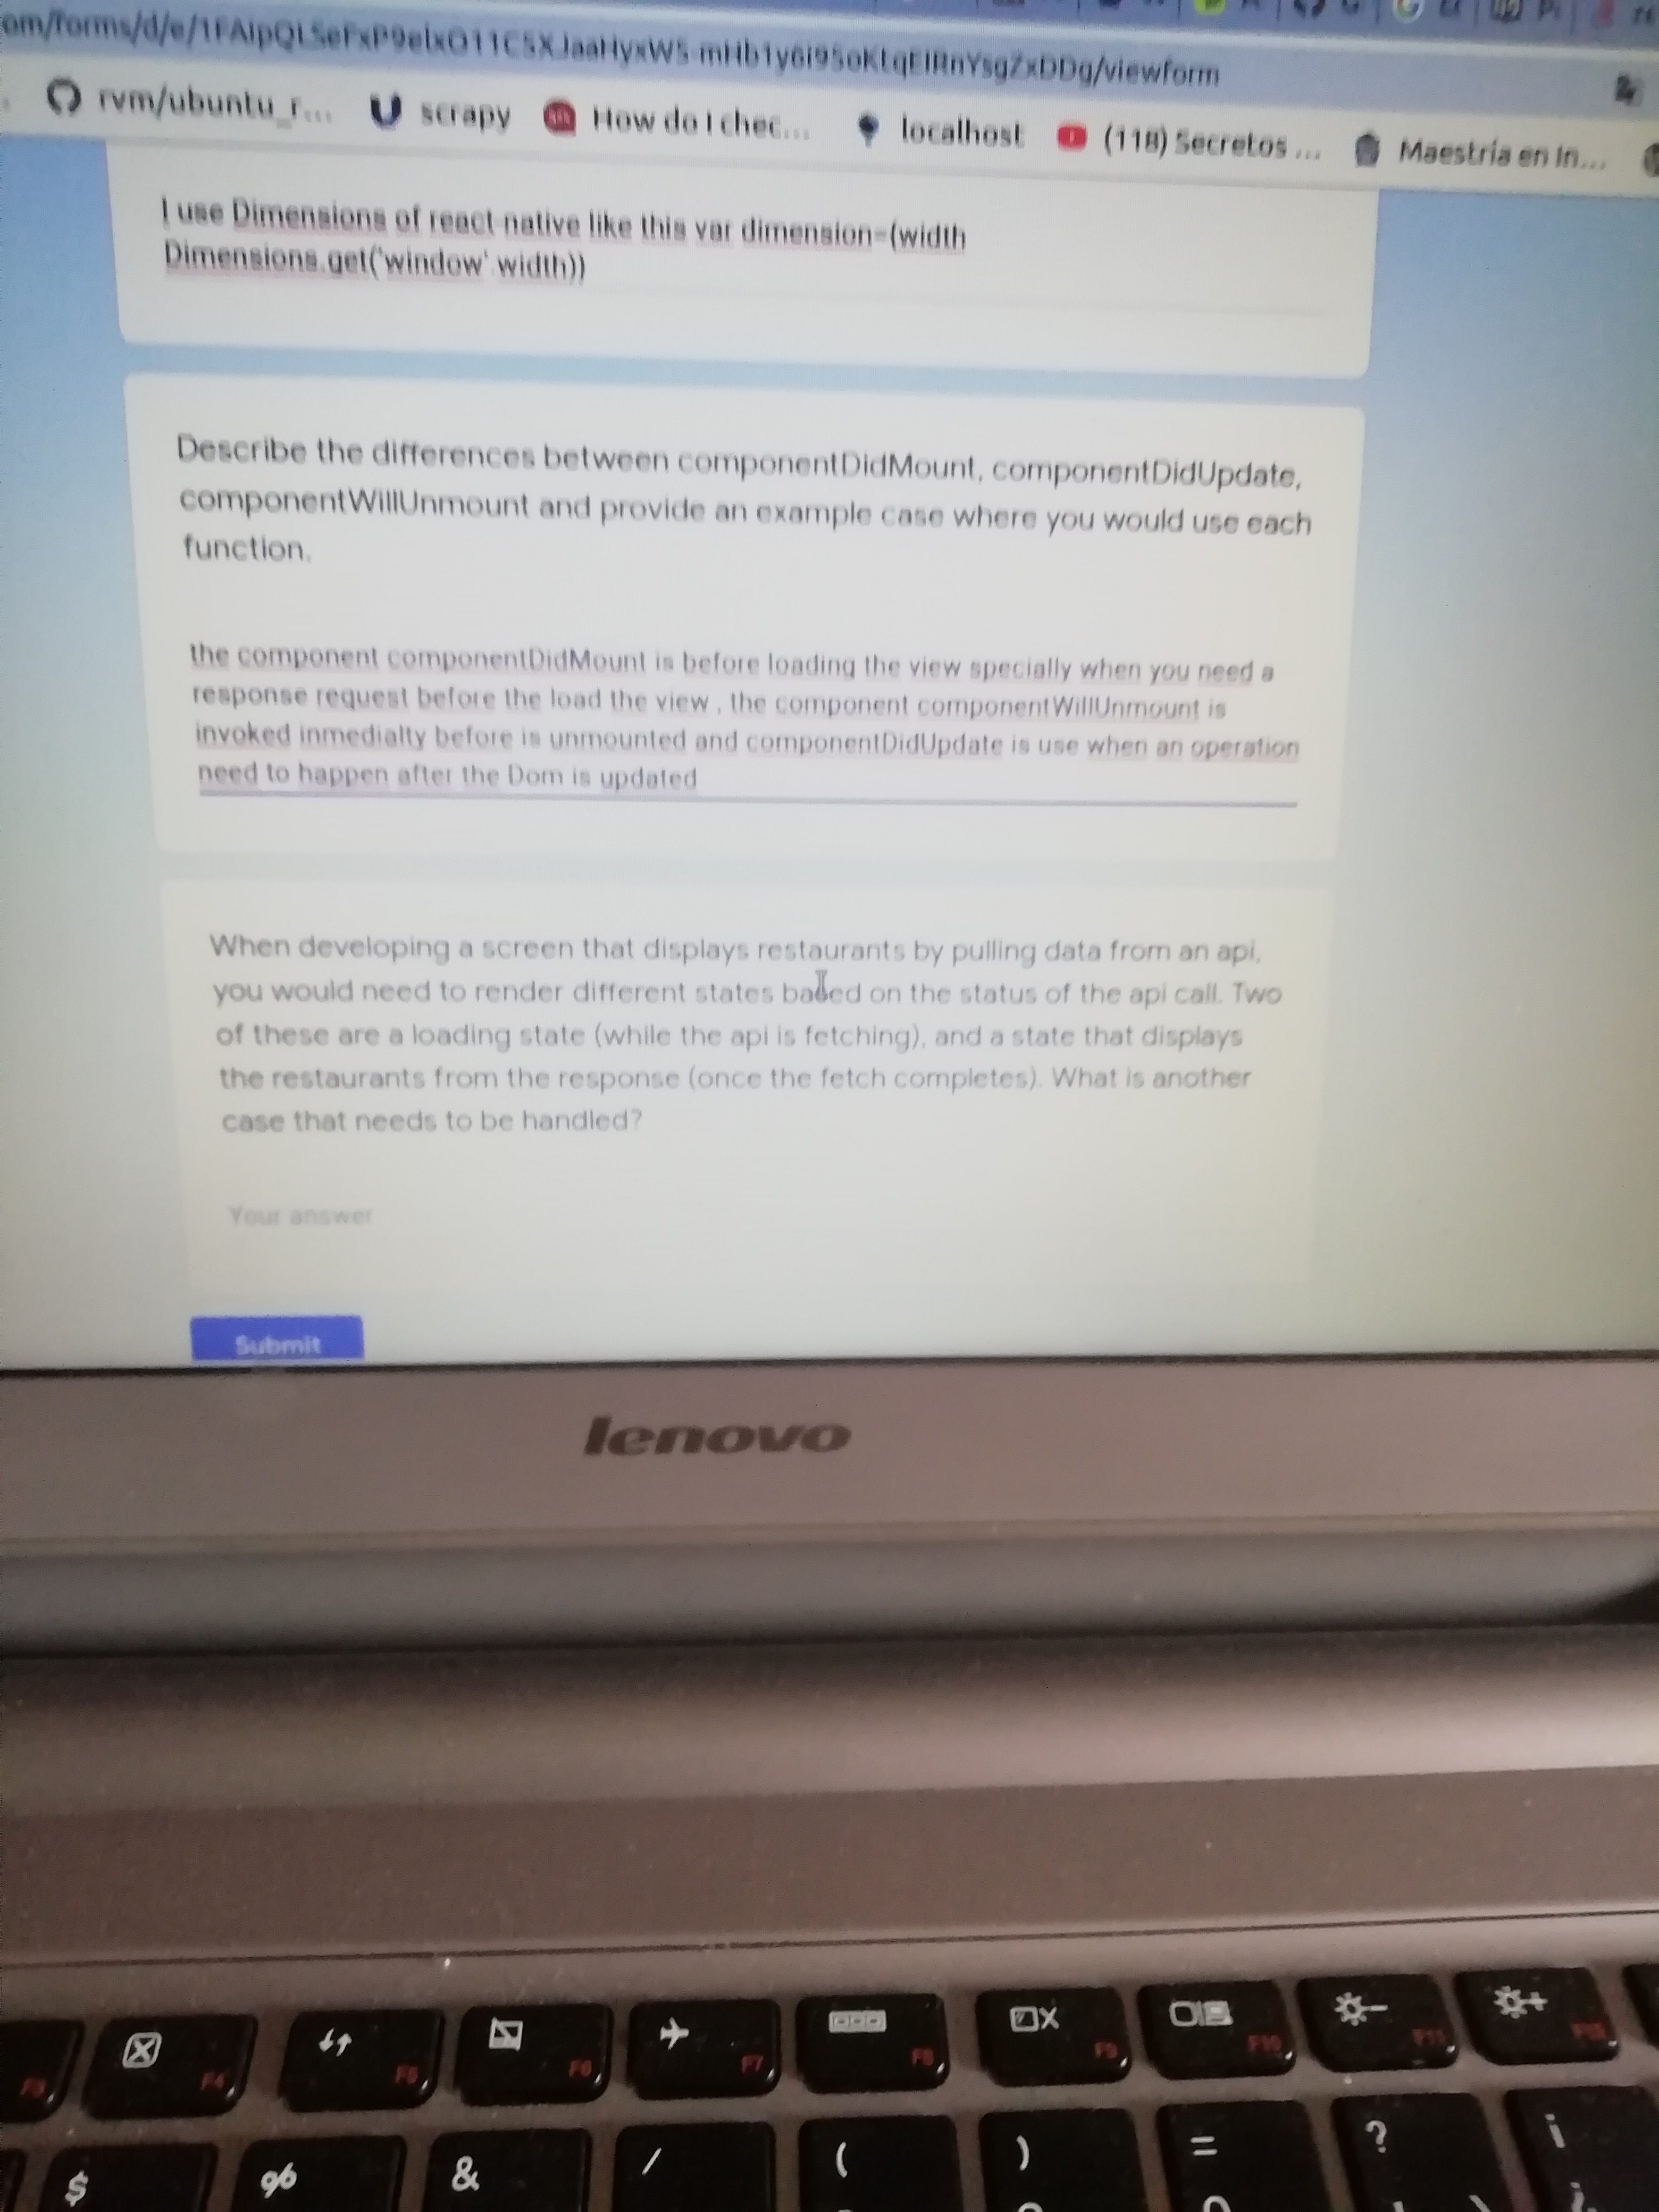 rvm/ubuntu_r... scrapy How do I chec... localhost (118) Secretos ... Maestría en In...
I use Dimensions of react native like this var dimension=(width
Dimensions.get('window' width))
Describe the differences between componentDidMount, componentDidUpdate,
componentWillUnmount and provide an example case where you would use each
function.
the component componentDidMount is before loading the view specially when you need a
response request before the load the view , the component componentWillUnmount is
invoked inmedialty before is unmounted and componentDidUpdate is use when an operation
need to happen after the Dom is updated
When developing a screen that displays restaurants by pulling data from an api,
you would need to render different states based on the status of the api call. Two
of these are a loading state (while the api is fetching), and a state that displays
the restaurants from the response (once the fetch completes). What is another
case that needs to be handled?
Your answer
Submit
lenovo
F4 F6 F7 F9 F10 F11
$ % & / ( ) = ? ¡